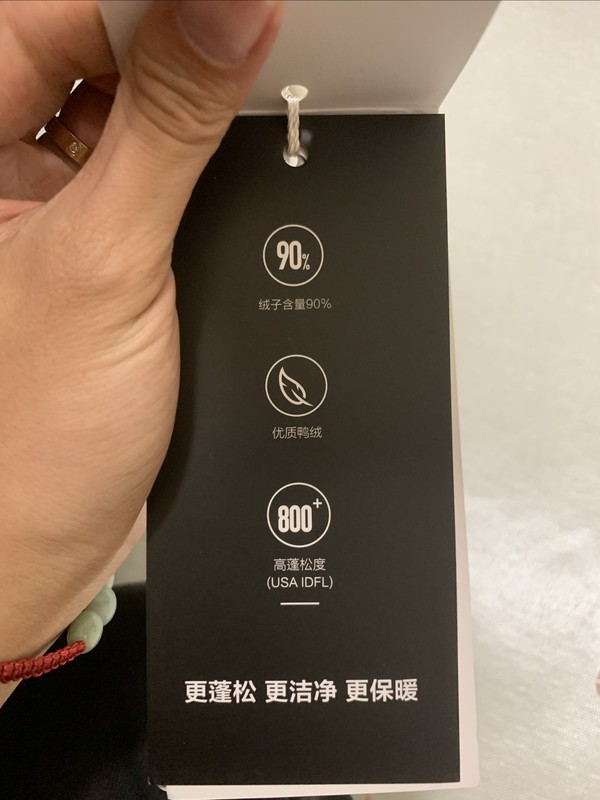 90%
绒子含量90%
优质鸭绒
800+
高蓬松度
(USA IDFL)
更蓬松 更洁净 更保暖